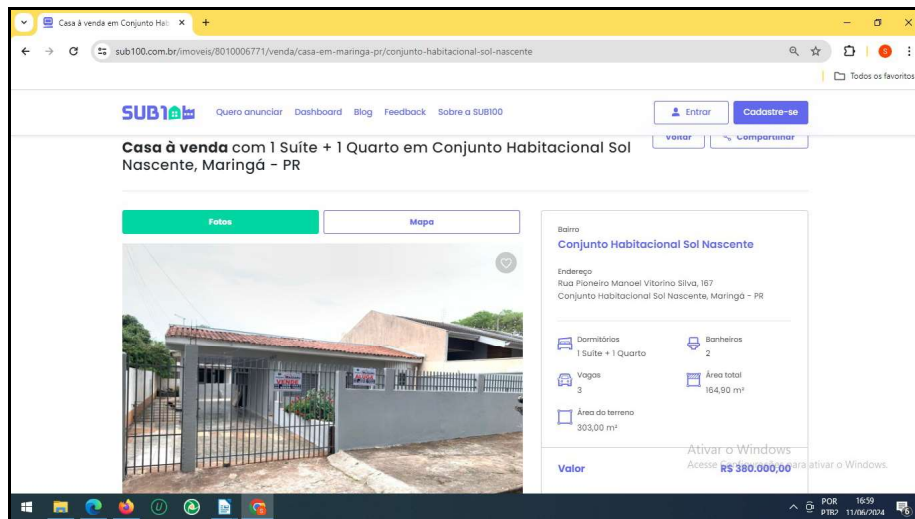 Casa à venda em Conjunto Hab
sub100.com.br/imoveis/8010006771/venda/casa-em-maringa-pr/conjunto-habitacional-sol-nascente
S
Todos os favoritos
SUB100
Quero anunciar Dashboard Blog Feedback Sobre a SUB100
Entrar Cadastre-se
Voltar Compartilhar
Casa à venda com 1 Suíte + 1 Quarto em Conjunto Habitacional Sol
Nascente, Maringá - PR
Fotos Mapa
Bairro
Conjunto Habitacional Sol Nascente
Endereço
Rua Pioneiro Manoel Vitorino Silva, 167
Conjunto Habitacional Sol Nascente, Maringá - PR
Dormitórios
1 Suíte + 1 Quarto
Banheiros
2
Vagas
3
Área total
164,90 m²
Área do terreno
303,00 m²
VENDE
ALUGA
Valor
R$ 380.000,00
Ativar o Windows
Acesse para ativar o Windows.
POR
PTB2
16:59
11/06/2024
6